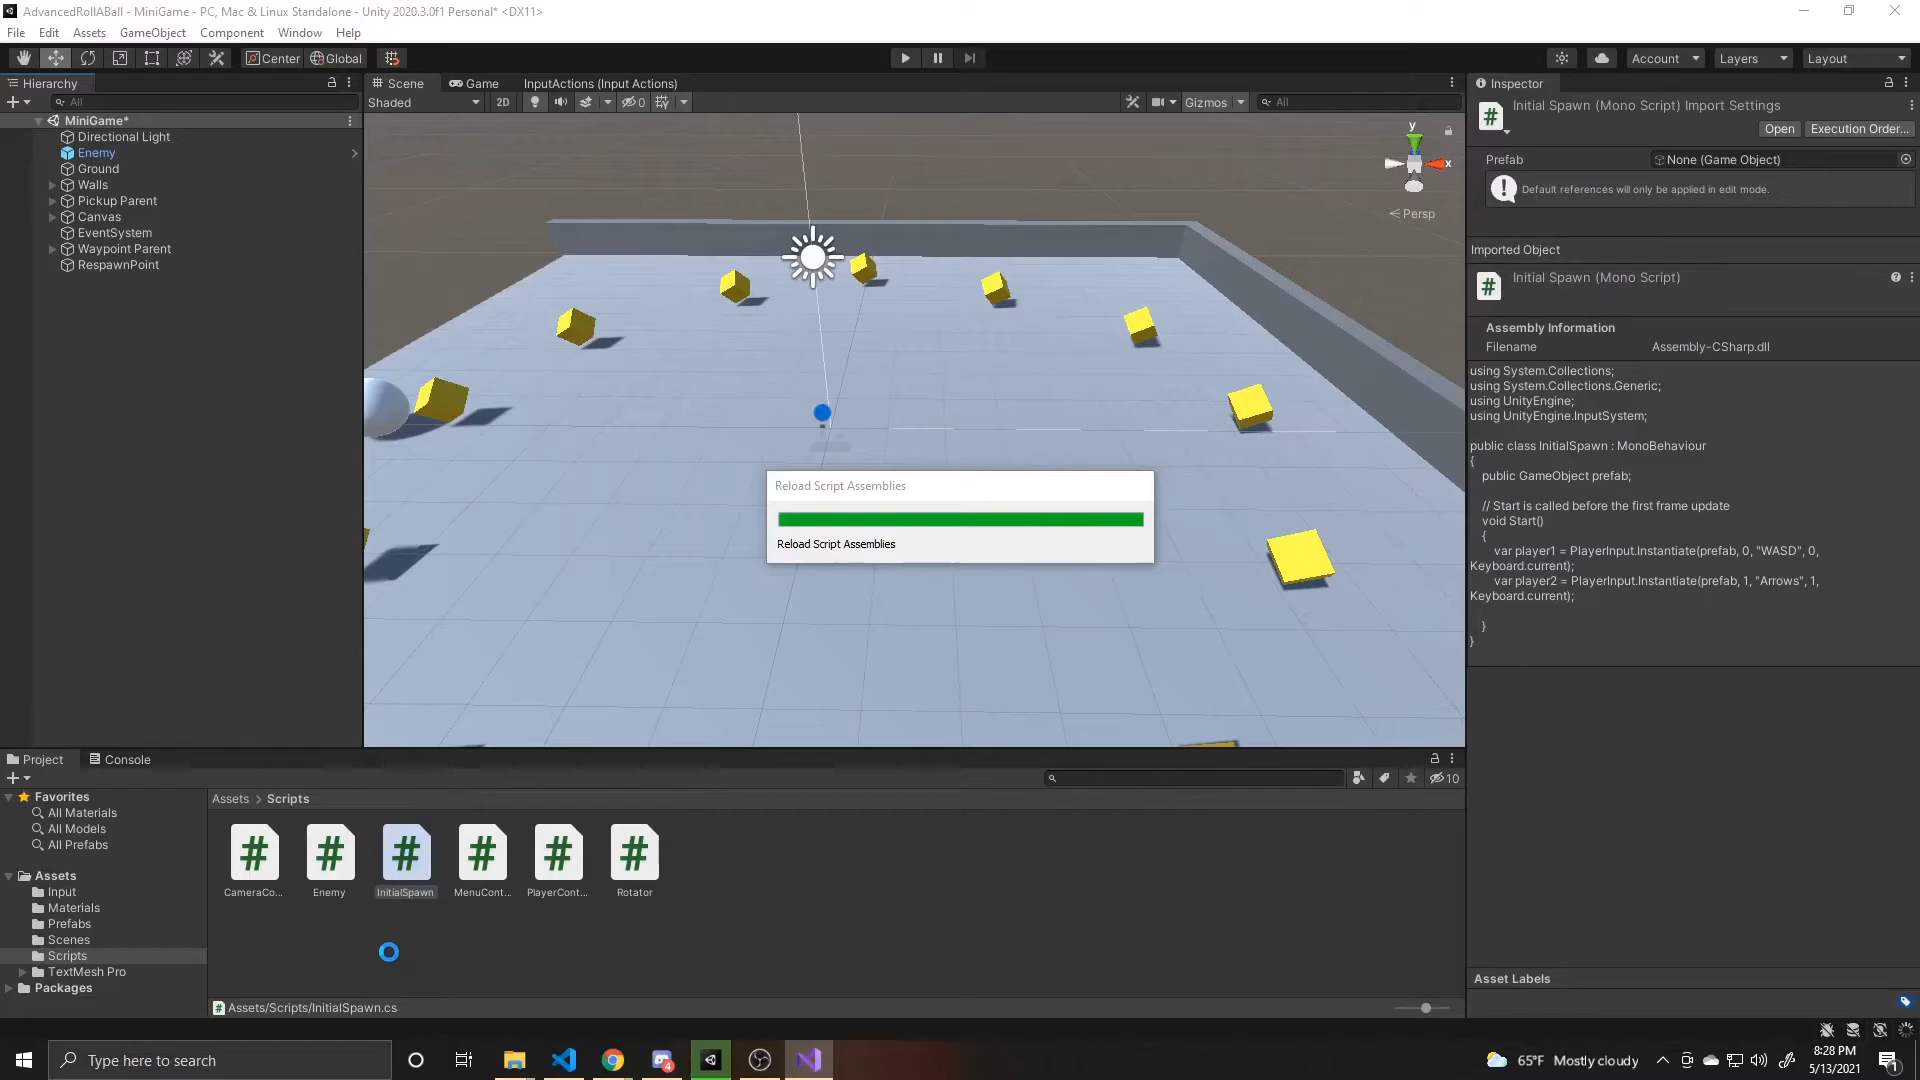 AdvancedRollABall - MiniGame - PC, Mac & Linux Standalone - Unity 2020.3.0f1 Personal* <DX11>
File Edit Assets GameObject Component Window Help
Center Global Account Layers Layout
Hierarchy
All
MiniGame*
Directional Light
Enemy
Ground
Walls
Pickup Parent
Canvas
EventSystem
Waypoint Parent
RespawnPoint
Scene Game InputActions (Input Actions)
Shaded 2D 0 Gizmos All
y
x
Persp
Reload Script Assemblies
Reload Script Assemblies
Inspector
Initial Spawn (Mono Script) Import Settings
Open Execution Order...
Prefab None (Game Object)
Default references will only be applied in edit mode.
Imported Object
Initial Spawn (Mono Script)
Assembly Information
Filename Assembly-CSharp.dll
using System.Collections;
using System.Collections.Generic;
using UnityEngine;
using UnityEngine.InputSystem;
public class InitialSpawn : MonoBehaviour
{
public GameObject prefab;
// Start is called before the first frame update
void Start()
{
var player1 = PlayerInput.Instantiate(prefab, 0, "WASD", 0,
Keyboard.current);
var player2 = PlayerInput.Instantiate(prefab, 1, "Arrows", 1,
Keyboard.current);
}
}
Asset Labels
Project Console
10
Favorites
All Materials
All Models
All Prefabs
Assets
Input
Materials
Prefabs
Scenes
Scripts
TextMesh Pro
Packages
Assets > Scripts
CameraCo... Enemy InitialSpawn MenuCont... PlayerCont... Rotator
Assets/Scripts/InitialSpawn.cs
Type here to search
4
65°F Mostly cloudy
8:28 PM
5/13/2021
1